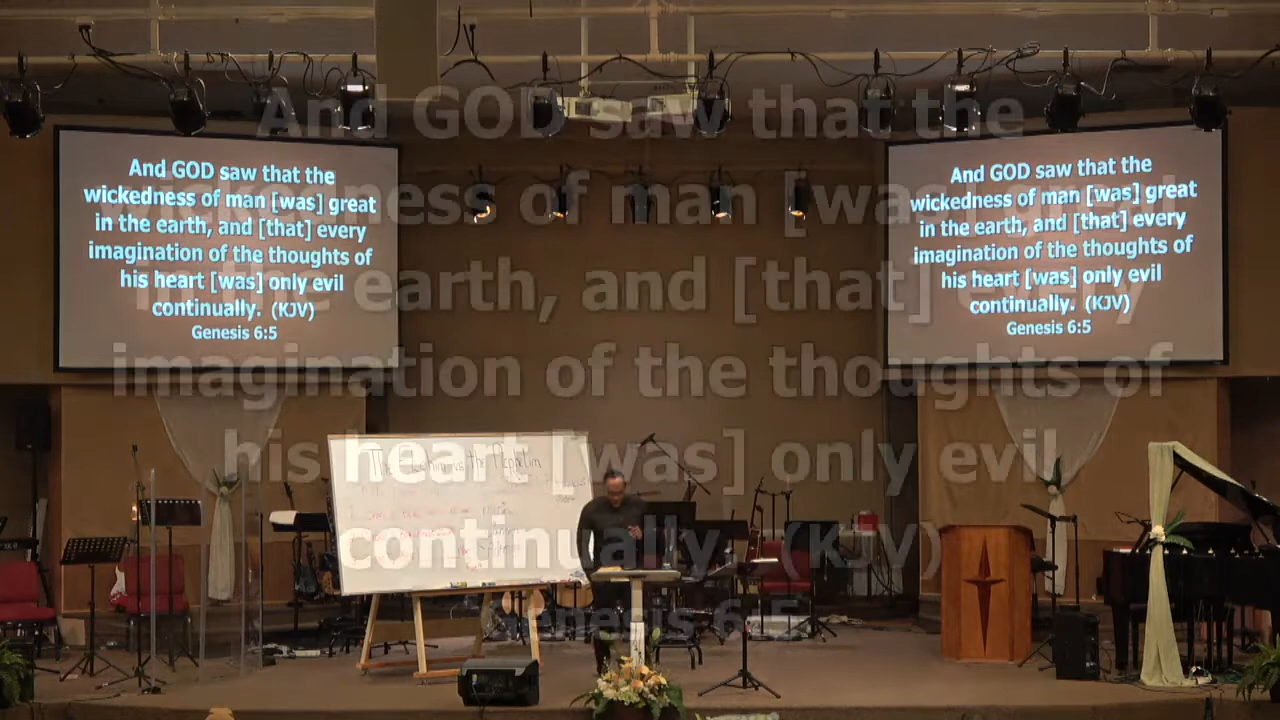 And GOD saw that the
wickedness of man [was] great
in the earth, and [that] every
imagination of the thoughts of
his heart [was] only evil
continually. (KJV)
Genesis 6:5
And GOD saw that the
wickedness of man [was] great
in the earth, and [that] every
imagination of the thoughts of
his heart [was] only evil
continually. (KJV)
Genesis 6:5
And GOD saw that the
wickedness of man [was] great
in the earth, and [that] every
imagination of the thoughts of
his heart [was] only evil
continually. (KJV)
Genesis 6:5
The vs the Nephilim